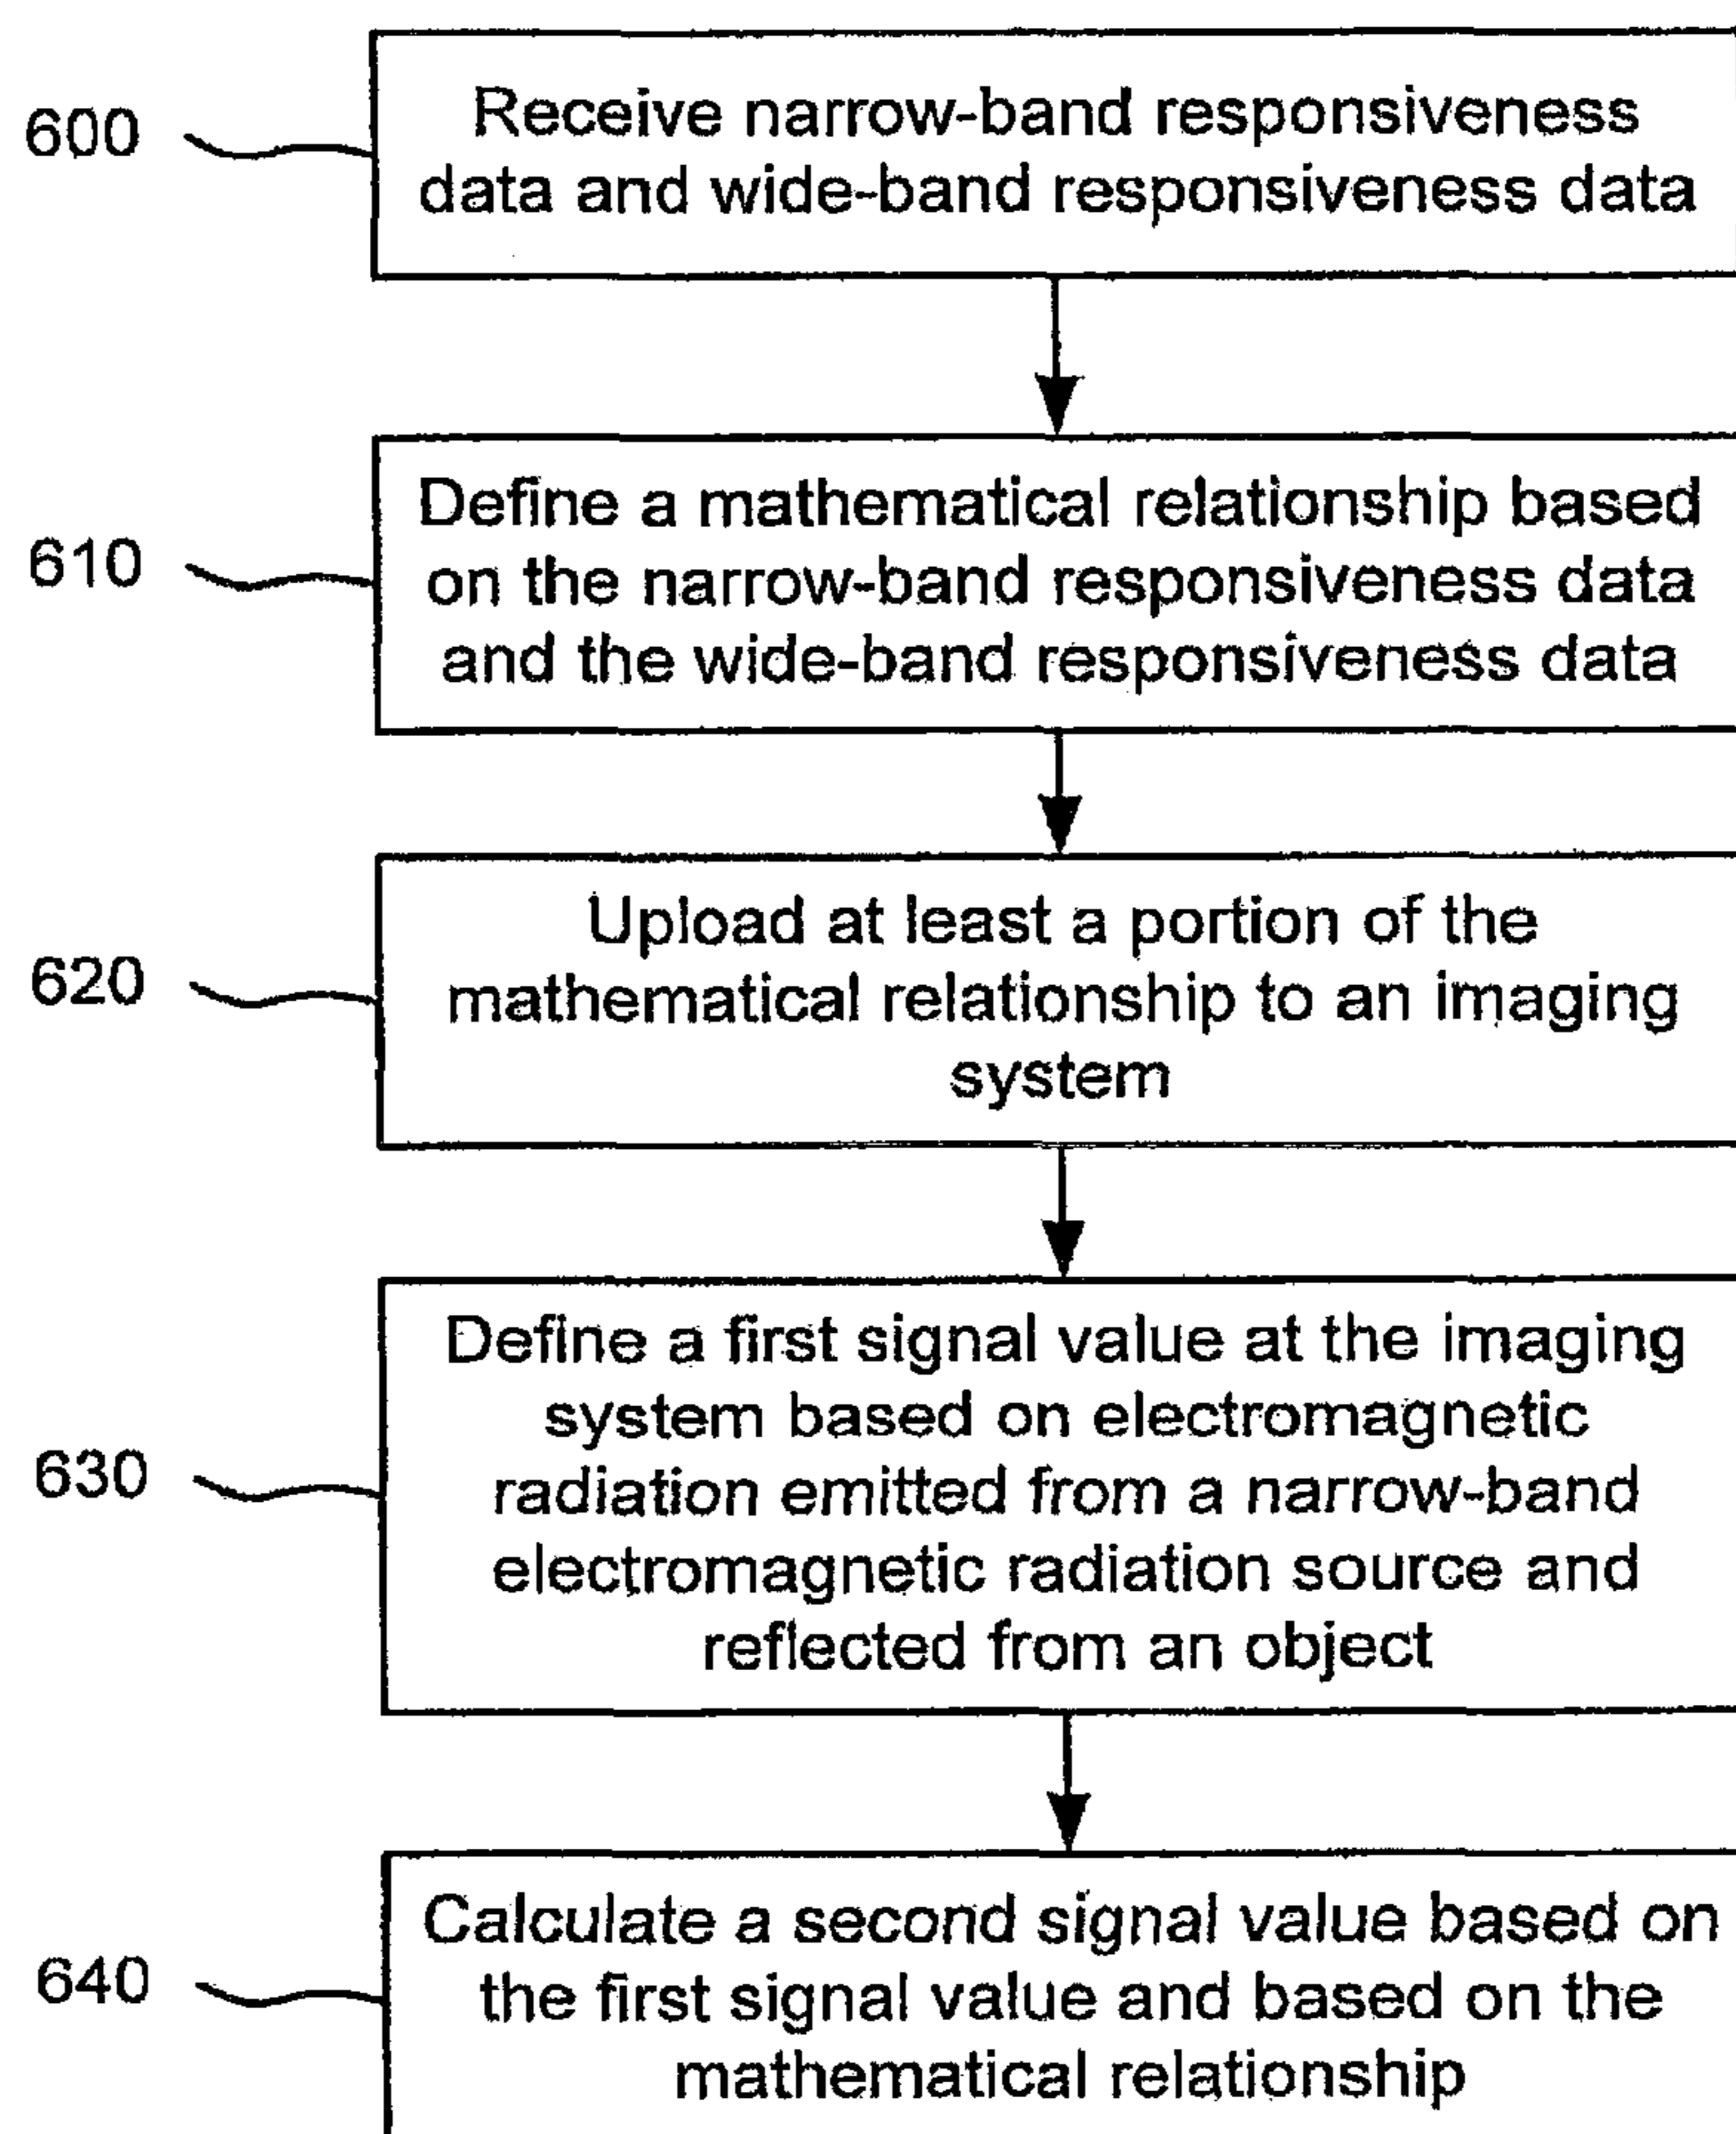 600
Receive narrow-band responsiveness
data and wide-band responsiveness data
610
Define a mathematical relationship based
on the narrow-band responsiveness data
and the wide-band responsiveness data
620
Upload at least a portion of the
mathematical relationship to an imaging
system
630
Define a first signal value at the imaging
system based on electromagnetic
radiation emitted from a narrow-band
electromagnetic radiation source and
reflected from an object
640
Calculate a second signal value based on
the first signal value and based on the
mathematical relationship